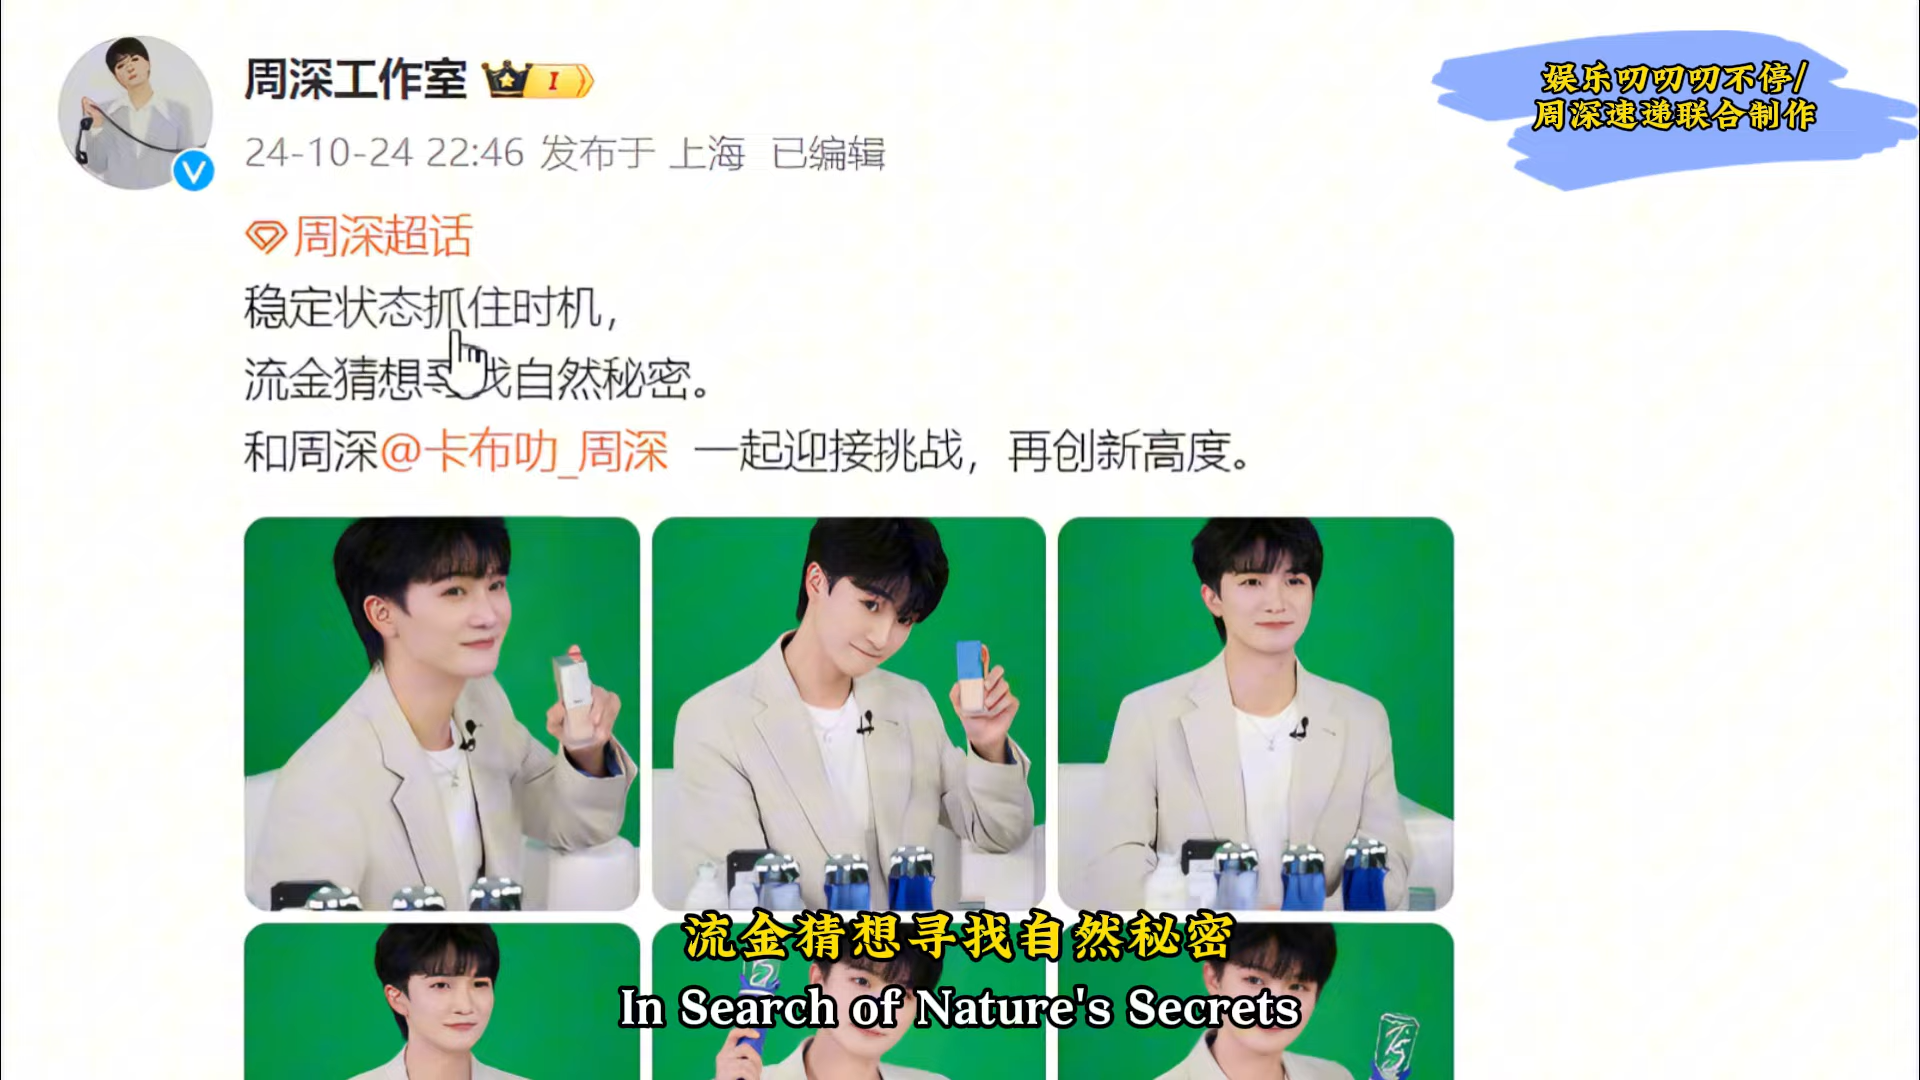 周深工作室
I
娱乐叨叨叨不停/
周深速递联合制作
24-10-24 22:46 发布于 上海 已编辑
周深超话
稳定状态抓住时机，
流金猜想寻找自然秘密。
和周深@卡布叻_周深 一起迎接挑战，再创新高度。
流金猜想寻找自然秘密
In Search of Nature's Secrets